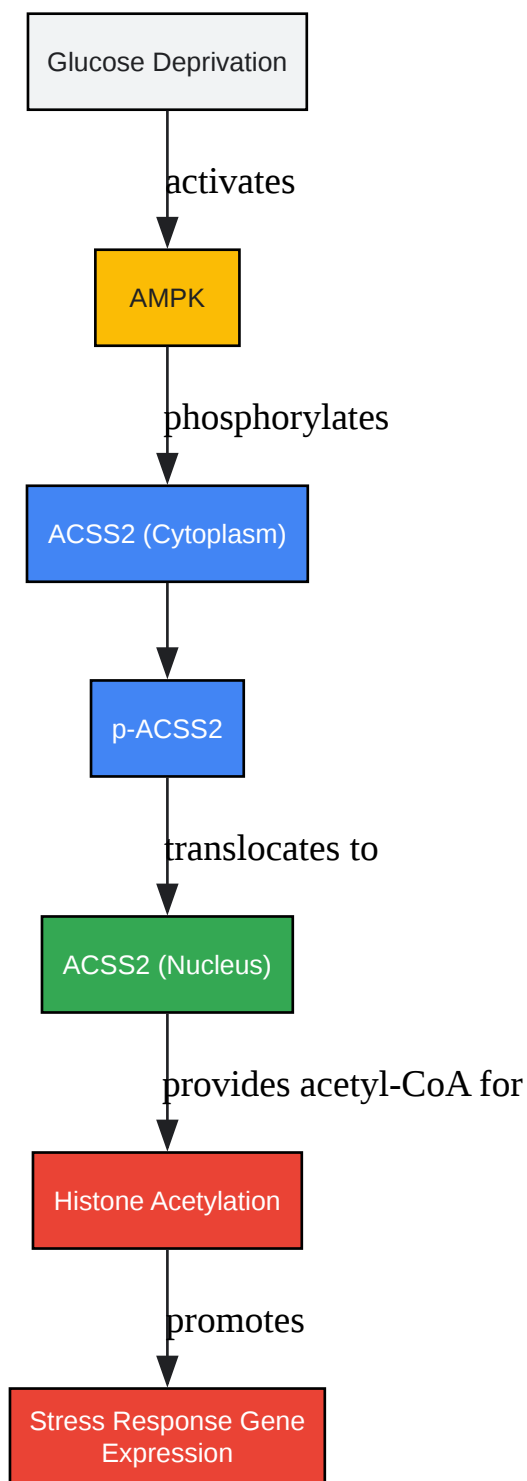 Glucose Deprivation
activates
AMPK
phosphorylates
ACSS2 (Cytoplasm)
p-ACSS2
translocates to
ACSS2 (Nucleus)
provides acetyl-CoA for
Histone Acetylation
promotes
Stress Response Gene
Expression